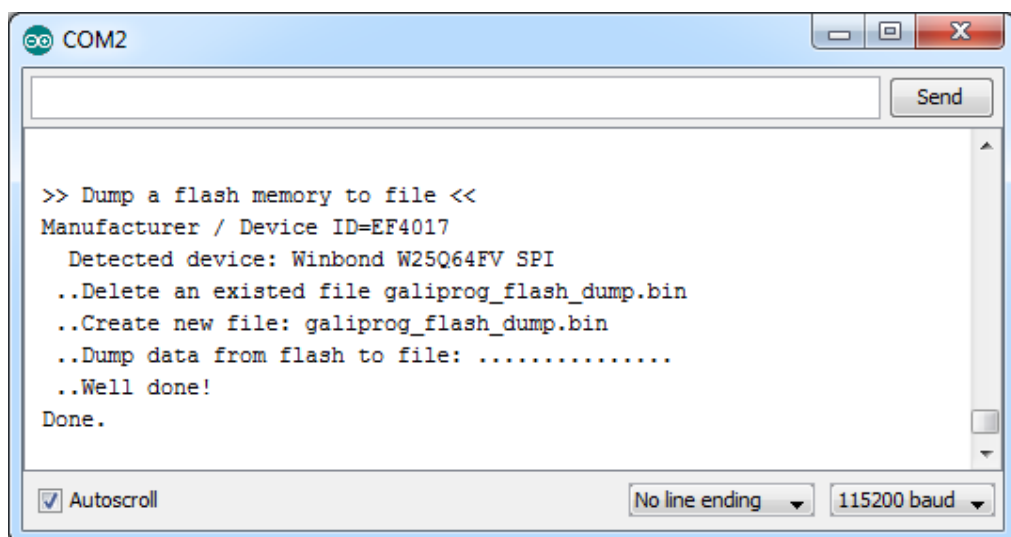 COM2
Send
>> Dump a flash memory to file <<
Manufacturer / Device ID=EF4017
Detected device: Winbond W25Q64FV SPI
..Delete an existed file galiprog_flash_dump.bin
..Create new file: galiprog_flash_dump.bin
..Dump data from flash to file: ...............
..Well done!
Done.
Autoscroll
No line ending
115200 baud